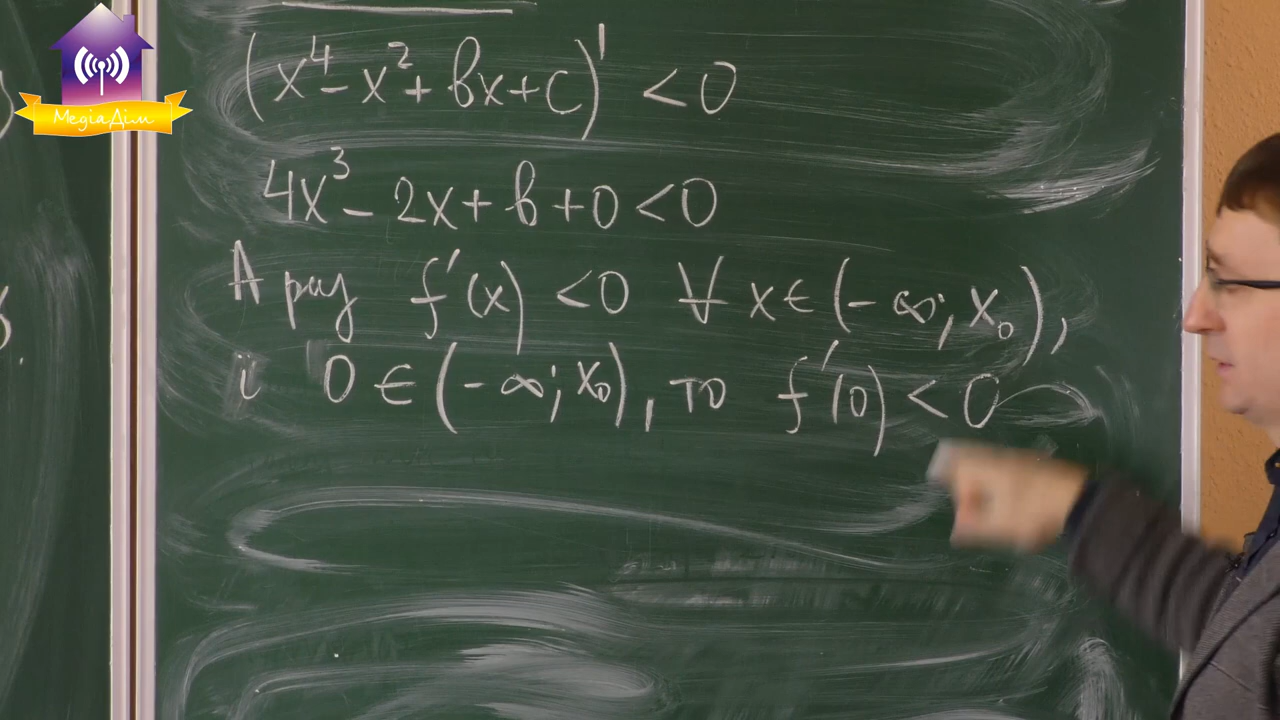 МедіаДім
(x⁴ - x² + bx + c)' < 0
4x³ - 2x + b + 0 < 0
А раз f'(x) < 0 ∀ x ∈ (-∞; x₀),
і 0 ∈ (-∞; x₀), то f'(0) < 0